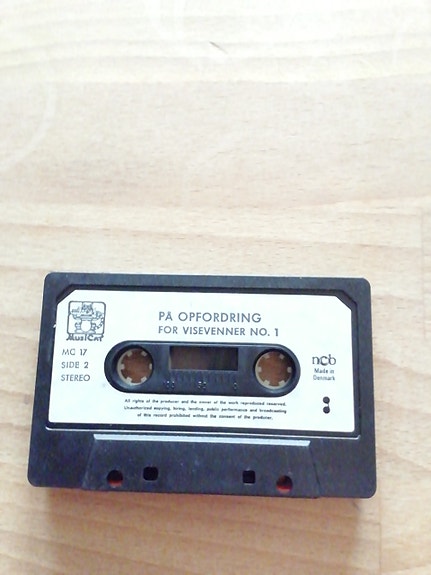 PÅ OPFORDRING
FOR VISEVENNER NO. 1
MUSICAT
MC 17
SIDE 2
STEREO
ncb
Made in
Denmark
All rights of the producer and the owner of the work reproduced reserved.
Unauthorized copying, hiring, lending, public performance and broadcasting
of this record prohibited without the consent of the producer.